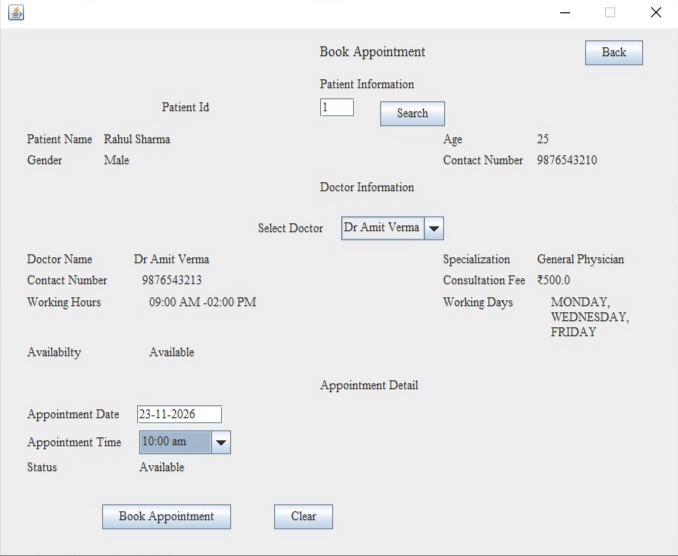 Book Appointment
Back
Patient Information
Patient Id 1 Search
Patient Name Rahul Sharma Age 25
Gender Male Contact Number 9876543210
Doctor Information
Select Doctor Dr Amit Verma
Doctor Name Dr Amit Verma Specialization General Physician
Contact Number 9876543213 Consultation Fee ₹500.0
Working Hours 09:00 AM -02:00 PM Working Days MONDAY,
WEDNESDAY,
FRIDAY
Availabilty Available
Appointment Detail
Appointment Date 23-11-2026
Appointment Time 10:00 am
Status Available
Book Appointment Clear